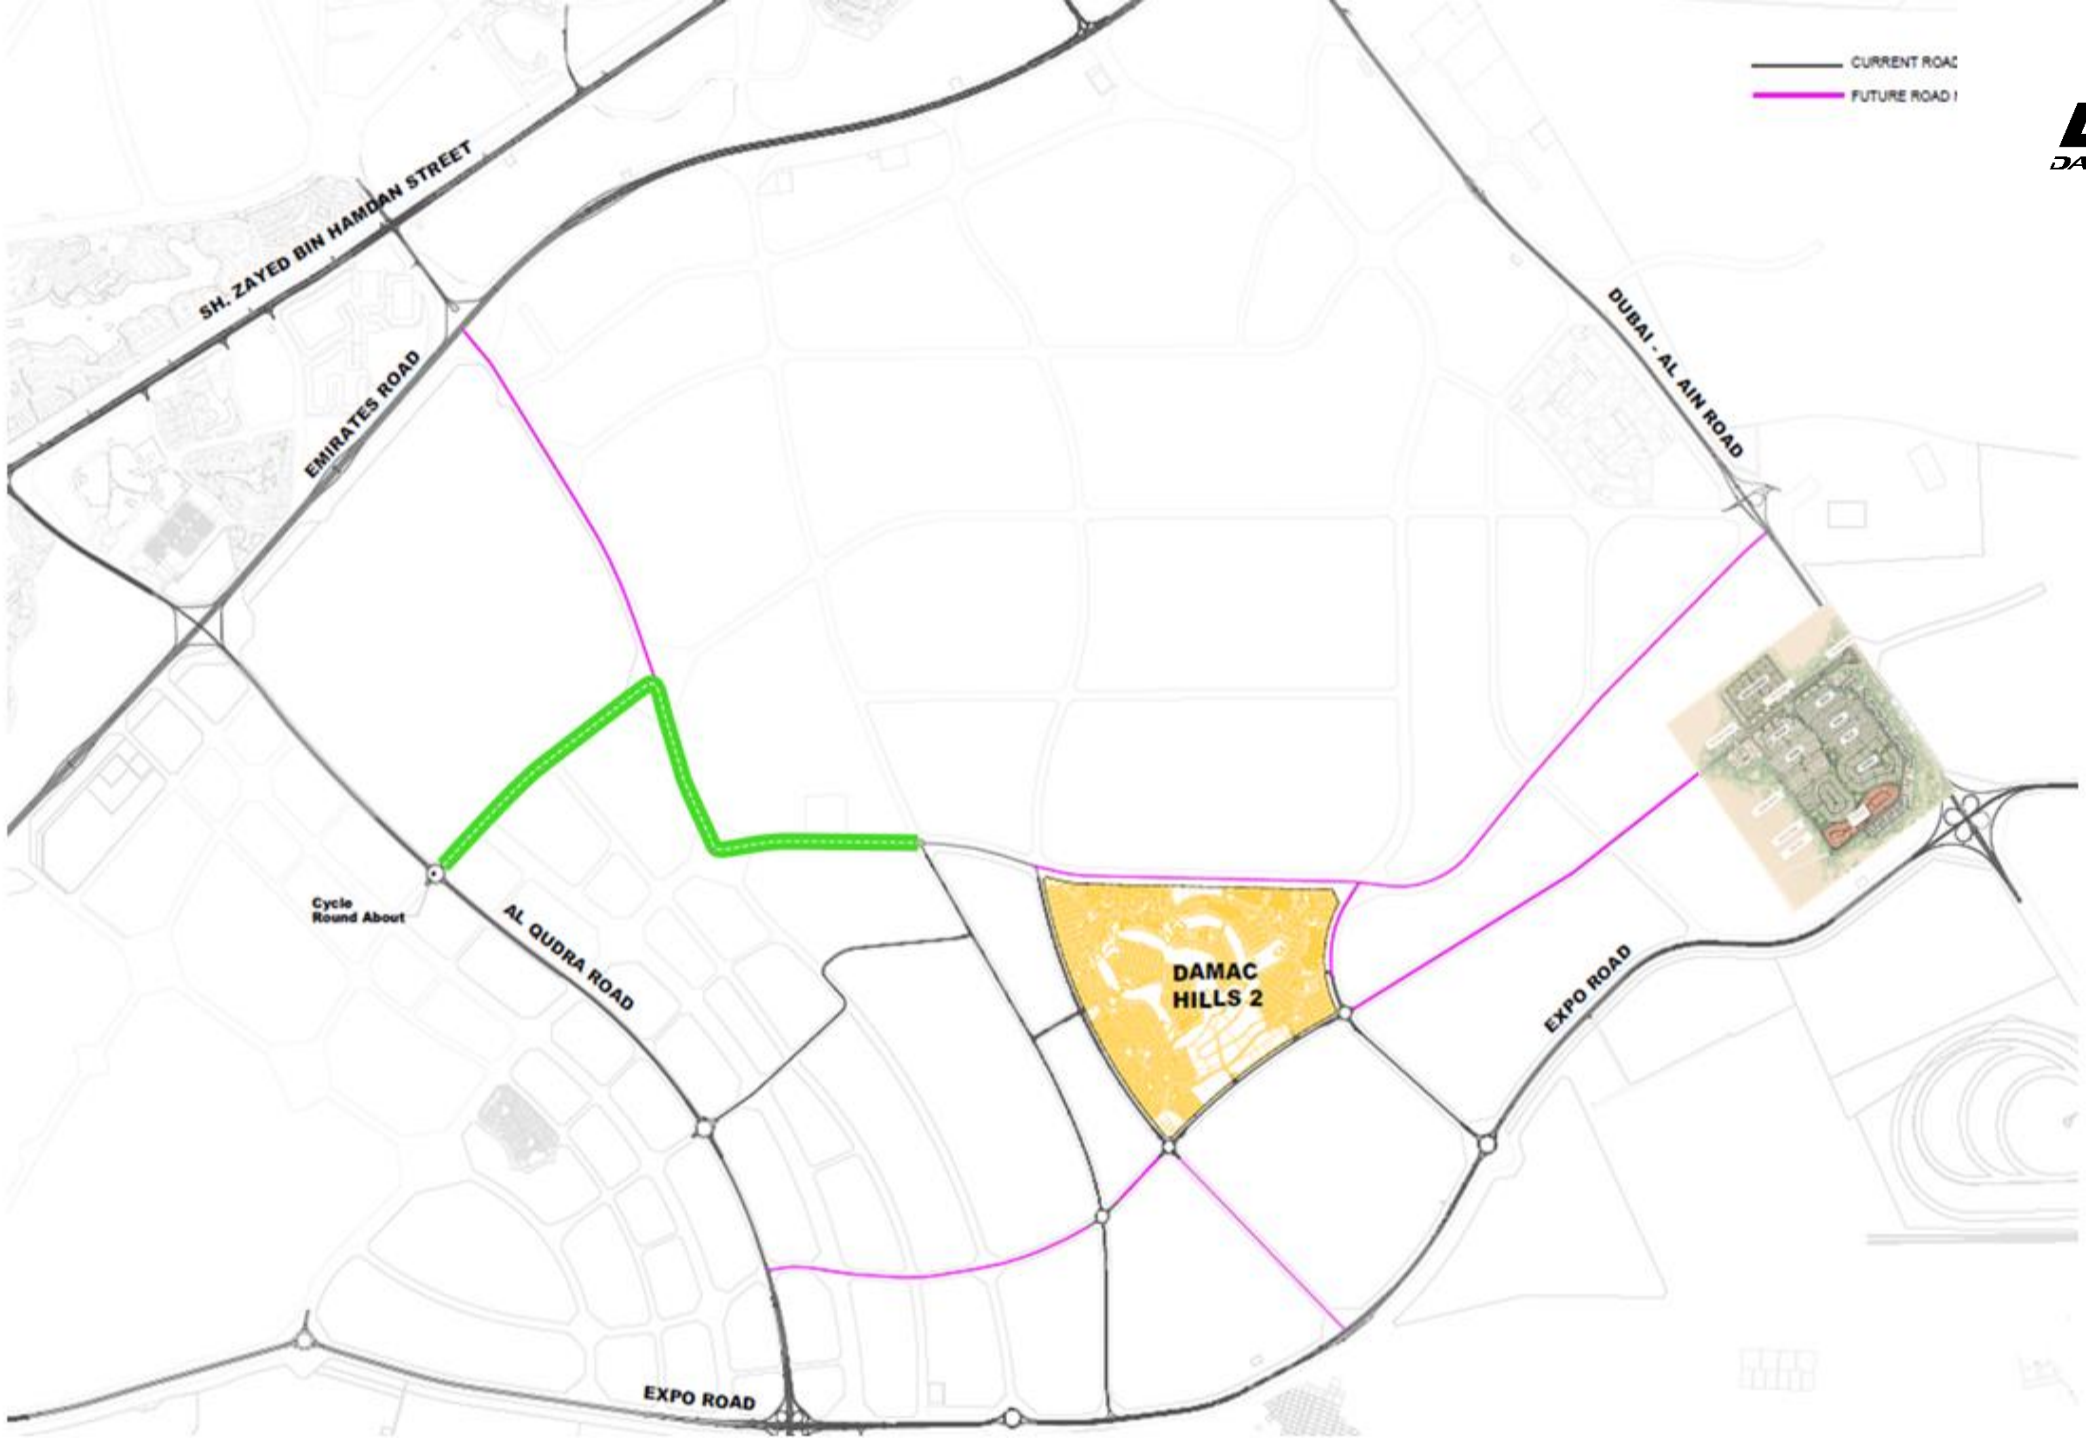 CURRENT ROAD
FUTURE ROAD
DA
SH. ZAYED BIN HAMDAN STREET
EMIRATES ROAD
DUBAI - AL AIN ROAD
Cycle
Round About
AL QUDRA ROAD
DAMAC
HILLS 2
EXPO ROAD
EXPO ROAD